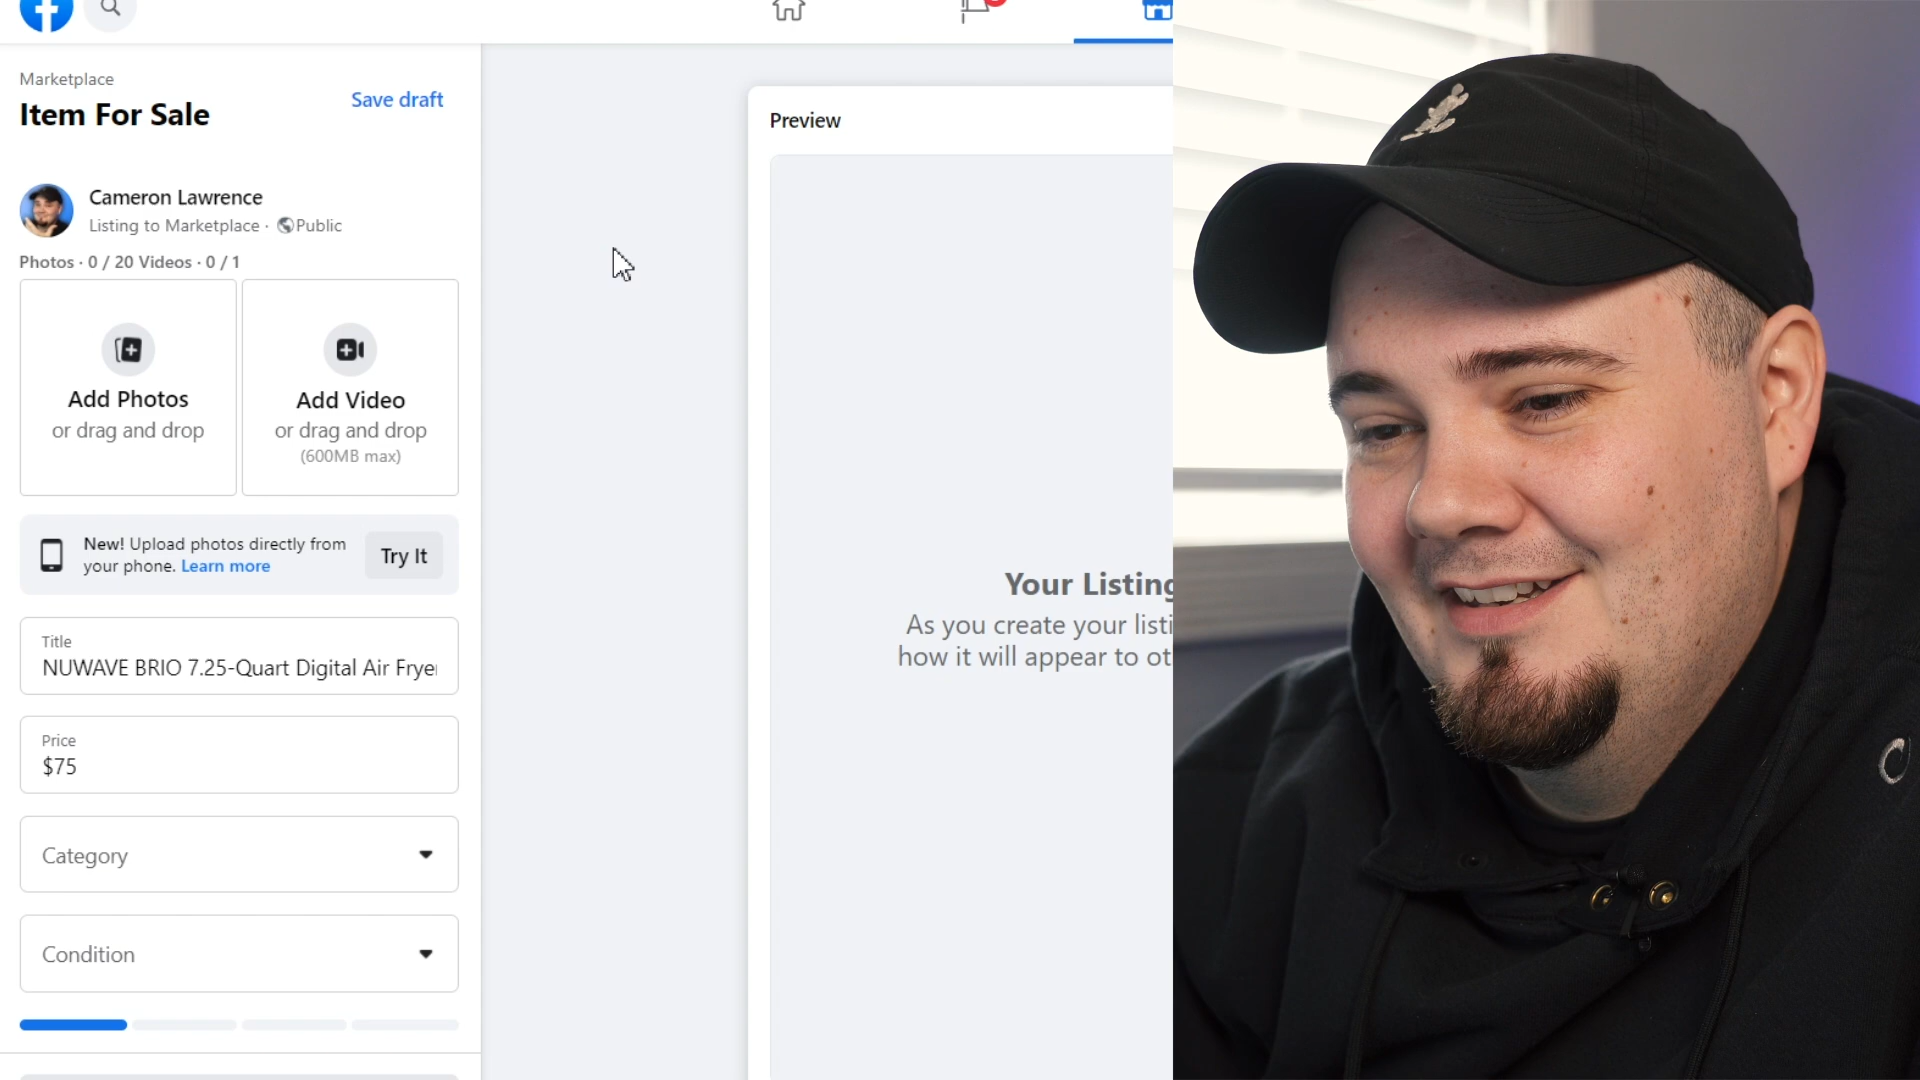 Marketplace
Item For Sale
Save draft
Cameron Lawrence
Listing to Marketplace · Public
Photos · 0 / 20 Videos · 0 / 1
Add Photos
or drag and drop
Add Video
or drag and drop
(600MB max)
New! Upload photos directly from
your phone. Learn more
Try It
Title
NUWAVE BRIO 7.25-Quart Digital Air Frye
Price
$75
Category
Condition
Preview
Your Listing
As you create your listi
how it will appear to ot